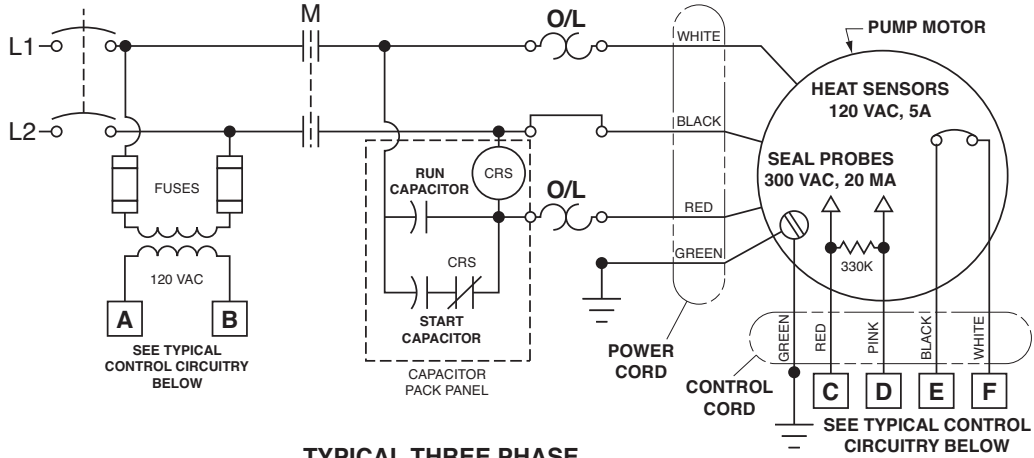 L1
L2
M
O/L
WHITE
PUMP MOTOR
HEAT SENSORS
120 VAC, 5A
BLACK
SEAL PROBES
300 VAC, 20 MA
FUSES
RUN
CAPACITOR
CRS
O/L
RED
GREEN
330K
CRS
START
CAPACITOR
120 VAC
A
B
SEE TYPICAL
CONTROL CIRCUITRY
BELOW
CAPACITOR
PACK PANEL
POWER
CORD
CONTROL
CORD
GREEN
RED
PINK
BLACK
WHITE
C
D
E
F
SEE TYPICAL CONTROL
CIRCUITRY BELOW
TYPICAL THREE PHASE